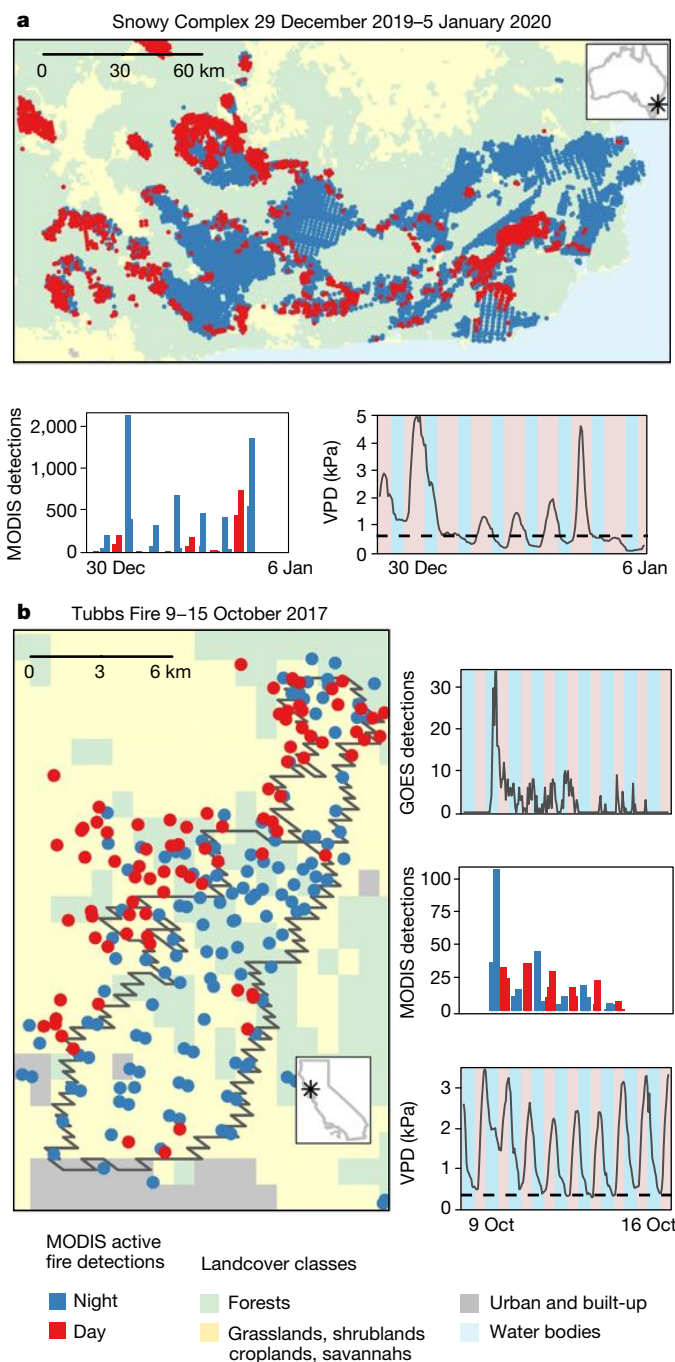 a Snowy Complex 29 December 2019–5 January 2020
0 30 60 km
MODIS detections
2,000
1,000
500
0
30 Dec 6 Jan
VPD (kPa)
5
4
3
2
1
0
30 Dec 6 Jan
b Tubbs Fire 9–15 October 2017
0 3 6 km
GOES detections
30
20
10
0
MODIS detections
100
75
50
25
0
VPD (kPa)
3
2
1
0
9 Oct 16 Oct
MODIS active
fire detections
Night
Day
Landcover classes
Forests
Grasslands, shrublands
croplands, savannahs
Urban and built-up
Water bodies